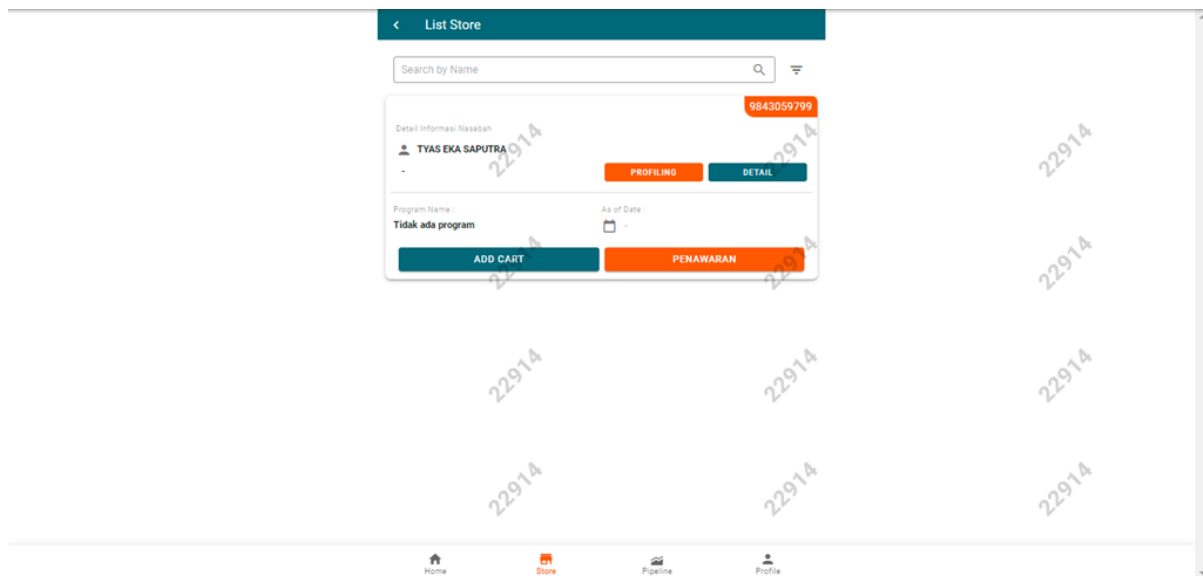 List Store
Search by Name
9843059799
Detail Informasi Nasabah
TYAS EKA SAPUTRA
-
PROFILING DETAIL
Program Name : As of Date :
Tidak ada program -
ADD CART PENAWARAN
22914 22914 22914
22914 22914 22914
22914 22914 22914
22914 22914 22914
Home Store Pipeline Profile